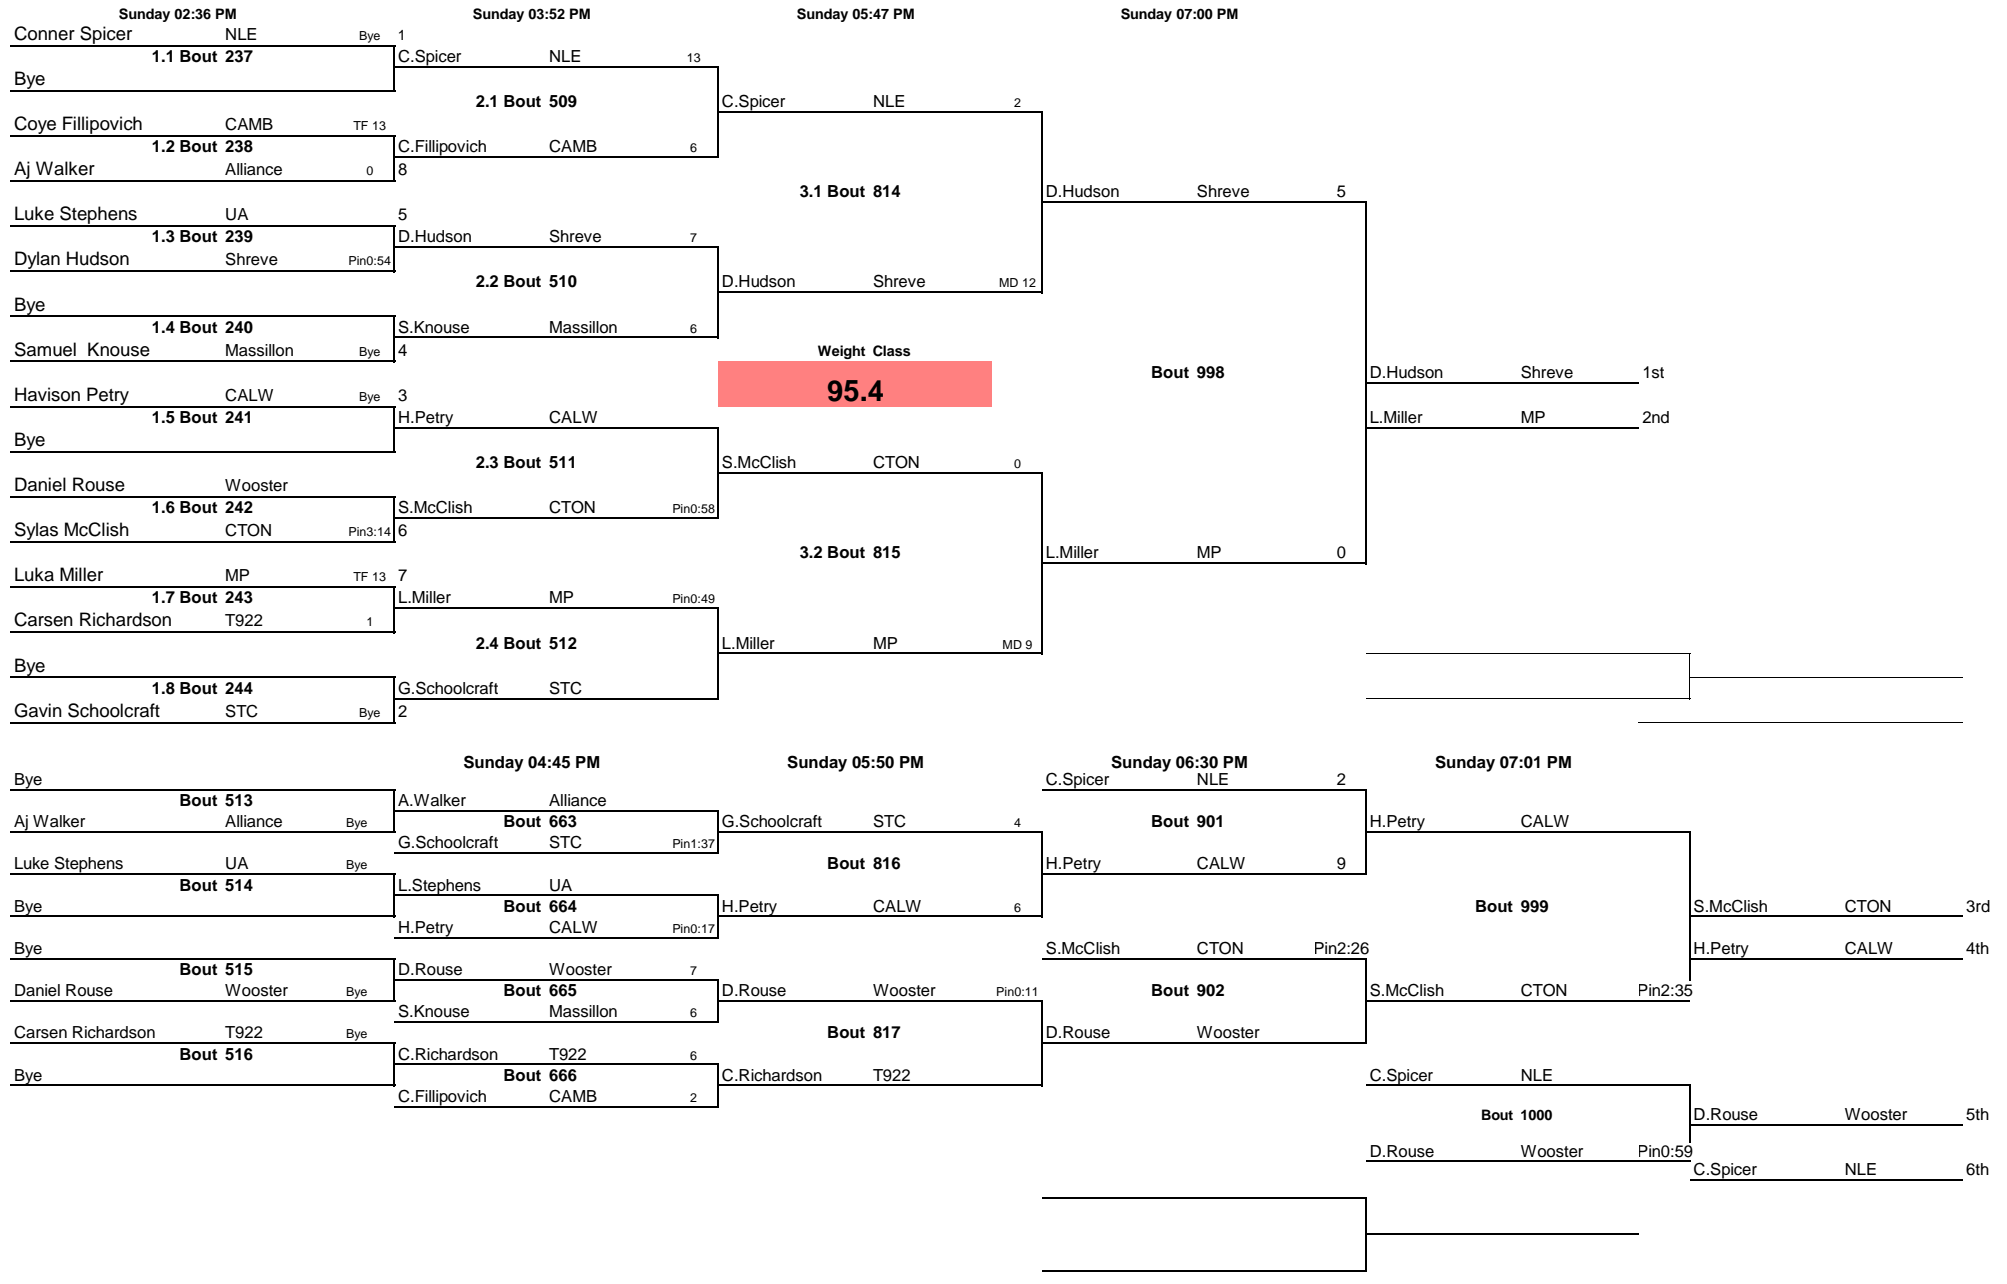 Sunday 02:36 PM Sunday 03:52 PM Sunday 05:47 PM Sunday 07:00 PM
Conner Spicer NLE Bye 1
1.1 Bout 237 C.Spicer NLE 13
Bye
2.1 Bout 509 C.Spicer NLE 2
Coye Fillipovich CAMB TF 13
1.2 Bout 238 C.Fillipovich CAMB 6
Aj Walker Alliance 0 8
3.1 Bout 814 D.Hudson Shreve 5
Luke Stephens UA 5
1.3 Bout 239 D.Hudson Shreve 7
Dylan Hudson Shreve Pin0:54
2.2 Bout 510 D.Hudson Shreve MD 12
Bye
1.4 Bout 240 S.Knouse Massillon 6
Samuel Knouse Massillon Bye 4 Weight Class
Bout 998 D.Hudson Shreve 1st
95.4
Havison Petry CALW Bye 3
1.5 Bout 241 H.Petry CALW L.Miller MP 2nd
Bye
2.3 Bout 511 S.McClish CTON 0
Daniel Rouse Wooster
1.6 Bout 242 S.McClish CTON Pin0:58
Sylas McClish CTON Pin3:14 6
3.2 Bout 815 L.Miller MP 0
Luka Miller MP TF 13 7
1.7 Bout 243 L.Miller MP Pin0:49
Carsen Richardson T922 1
2.4 Bout 512 L.Miller MP MD 9
Bye
1.8 Bout 244 G.Schoolcraft STC
Gavin Schoolcraft STC Bye 2
Sunday 04:45 PM Sunday 05:50 PM Sunday 06:30 PM Sunday 07:01 PM
Bye C.Spicer NLE 2
Bout 513 A.Walker Alliance
Aj Walker Alliance Bye Bout 663 G.Schoolcraft STC 4 Bout 901 H.Petry CALW
G.Schoolcraft STC Pin1:37
Luke Stephens UA Bye Bout 816 H.Petry CALW 9
Bout 514 L.Stephens UA
Bye Bout 664 H.Petry CALW 6 Bout 999 S.McClish CTON 3rd
H.Petry CALW Pin0:17
Bye S.McClish CTON Pin2:26 H.Petry CALW 4th
Bout 515 D.Rouse Wooster 7
Daniel Rouse Wooster Bye Bout 665 D.Rouse Wooster Pin0:11 Bout 902 S.McClish CTON Pin2:35
S.Knouse Massillon 6
Carsen Richardson T922 Bye Bout 817 D.Rouse Wooster
Bout 516 C.Richardson T922 6
Bye Bout 666 C.Richardson T922 C.Spicer NLE
C.Fillipovich CAMB 2
Bout 1000 D.Rouse Wooster 5th
D.Rouse Wooster Pin0:59
C.Spicer NLE 6th